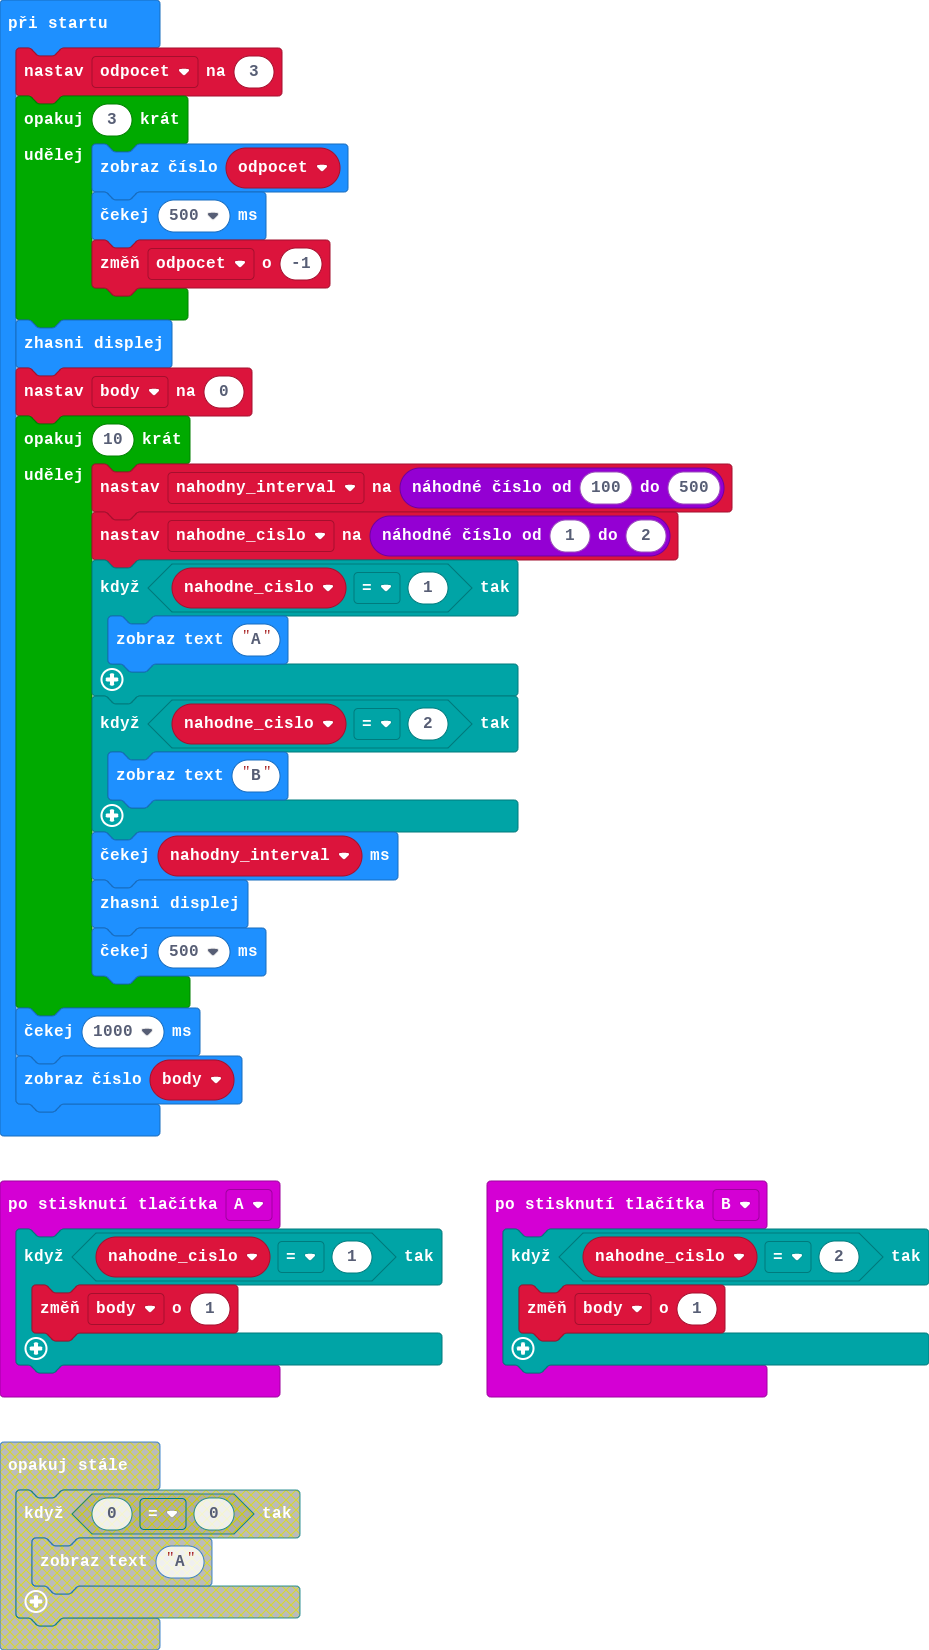 při startu
nastav odpocet na 3
opakuj 3 krát
udělej
zobraz číslo odpocet
čekej 500 ms
změň odpocet o -1
zhasni displej
nastav body na 0
opakuj 10 krát
udělej
nastav nahodny_interval na náhodné číslo od 100 do 500
nastav nahodne_cislo na náhodné číslo od 1 do 2
když nahodne_cislo = 1 tak
zobraz text "A"
když nahodne_cislo = 2 tak
zobraz text "B"
čekej nahodny_interval ms
zhasni displej
čekej 500 ms
čekej 1000 ms
zobraz číslo body
po stisknutí tlačítka A
když nahodne_cislo = 1 tak
změň body o 1
po stisknutí tlačítka B
když nahodne_cislo = 2 tak
změň body o 1
opakuj stále
když 0 = 0 tak
zobraz text "A"